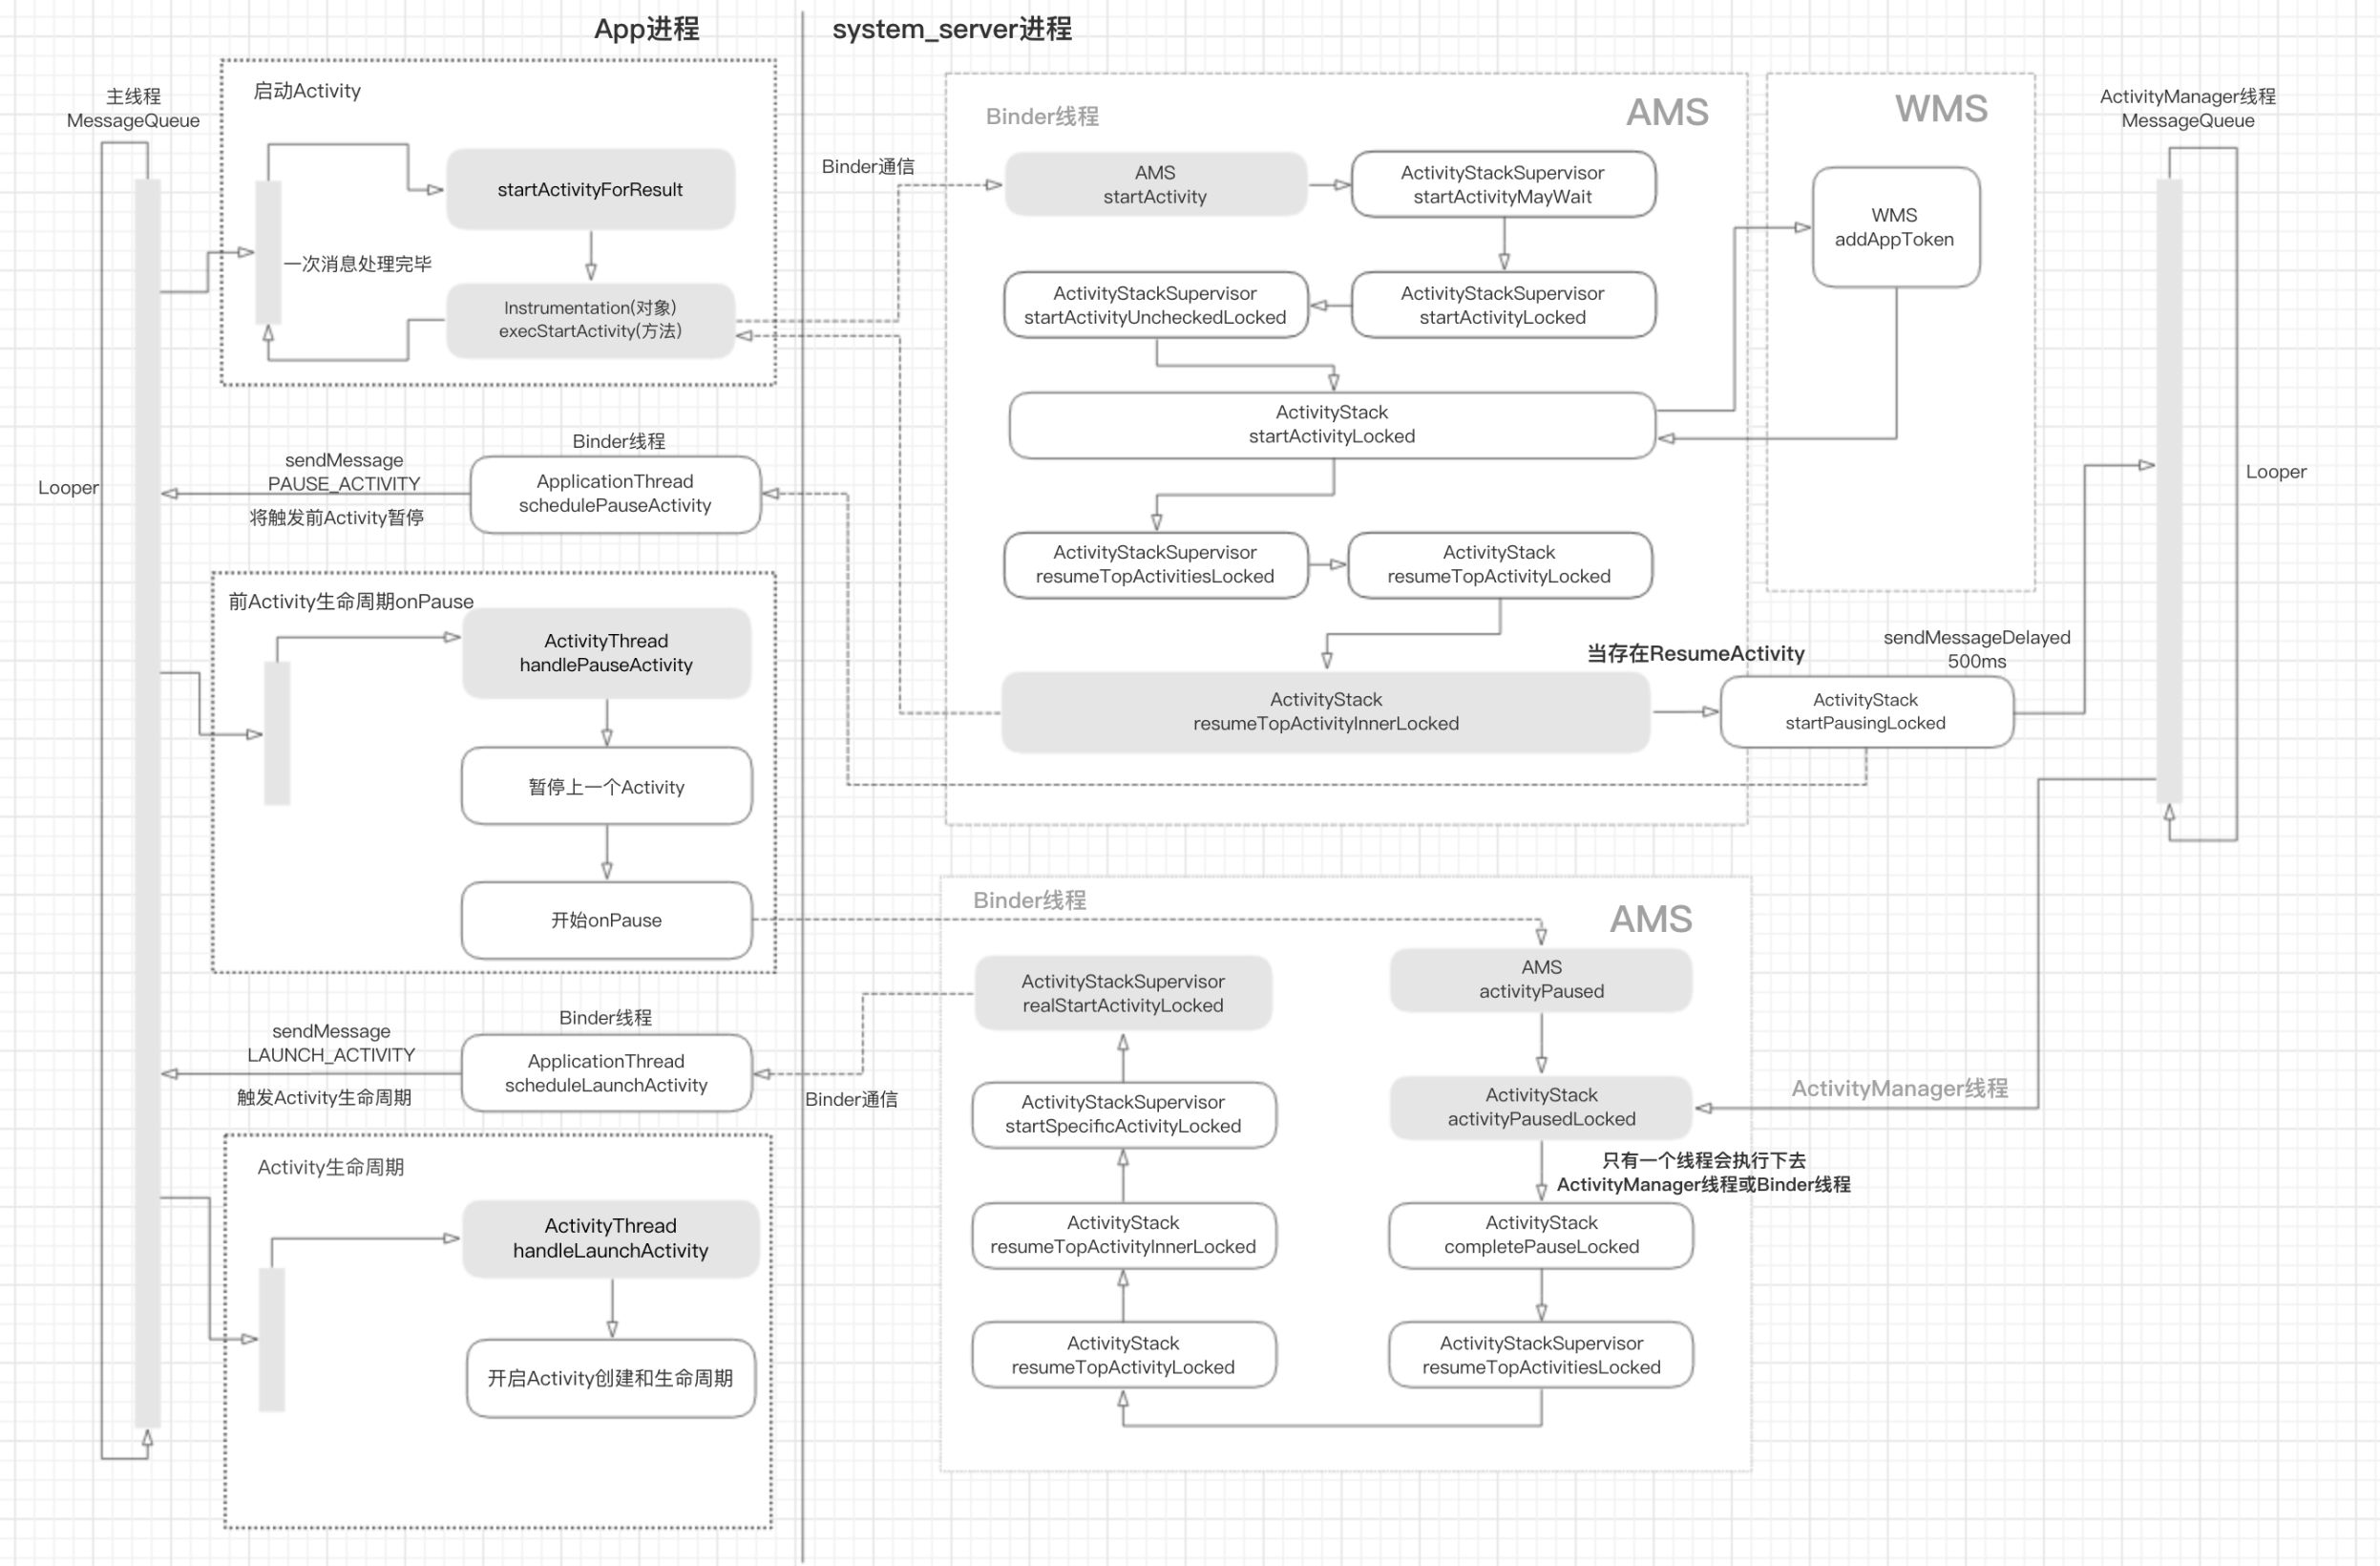 App进程
system_server进程
主线程
MessageQueue
Looper
启动Activity
startActivityForResult
一次消息处理完毕
Instrumentation(对象)
execStartActivity(方法)
Binder通信
Binder线程
AMS
AMS
startActivity
ActivityStackSupervisor
startActivityMayWait
ActivityStackSupervisor
startActivityUncheckedLocked
ActivityStackSupervisor
startActivityLocked
ActivityStack
startActivityLocked
WMS
WMS
addAppToken
ActivityManager线程
MessageQueue
Looper
Binder线程
sendMessage
PAUSE_ACTIVITY
将触发前Activity暂停
ApplicationThread
schedulePauseActivity
ActivityStackSupervisor
resumeTopActivitiesLocked
ActivityStack
resumeTopActivityLocked
当存在ResumeActivity
sendMessageDelayed
500ms
ActivityStack
resumeTopActivityInnerLocked
ActivityStack
startPausingLocked
前Activity生命周期onPause
ActivityThread
handlePauseActivity
暂停上一个Activity
开始onPause
Binder线程
AMS
ActivityStackSupervisor
realStartActivityLocked
AMS
activityPaused
Binder线程
sendMessage
LAUNCH_ACTIVITY
触发Activity生命周期
ApplicationThread
scheduleLaunchActivity
Binder通信
ActivityStackSupervisor
startSpecificActivityLocked
ActivityStack
activityPausedLocked
ActivityManager线程
只有一个线程会执行下去
ActivityManager线程或Binder线程
Activity生命周期
ActivityThread
handleLaunchActivity
开启Activity创建和生命周期
ActivityStack
resumeTopActivityInnerLocked
ActivityStack
completePauseLocked
ActivityStack
resumeTopActivityLocked
ActivityStackSupervisor
resumeTopActivitiesLocked